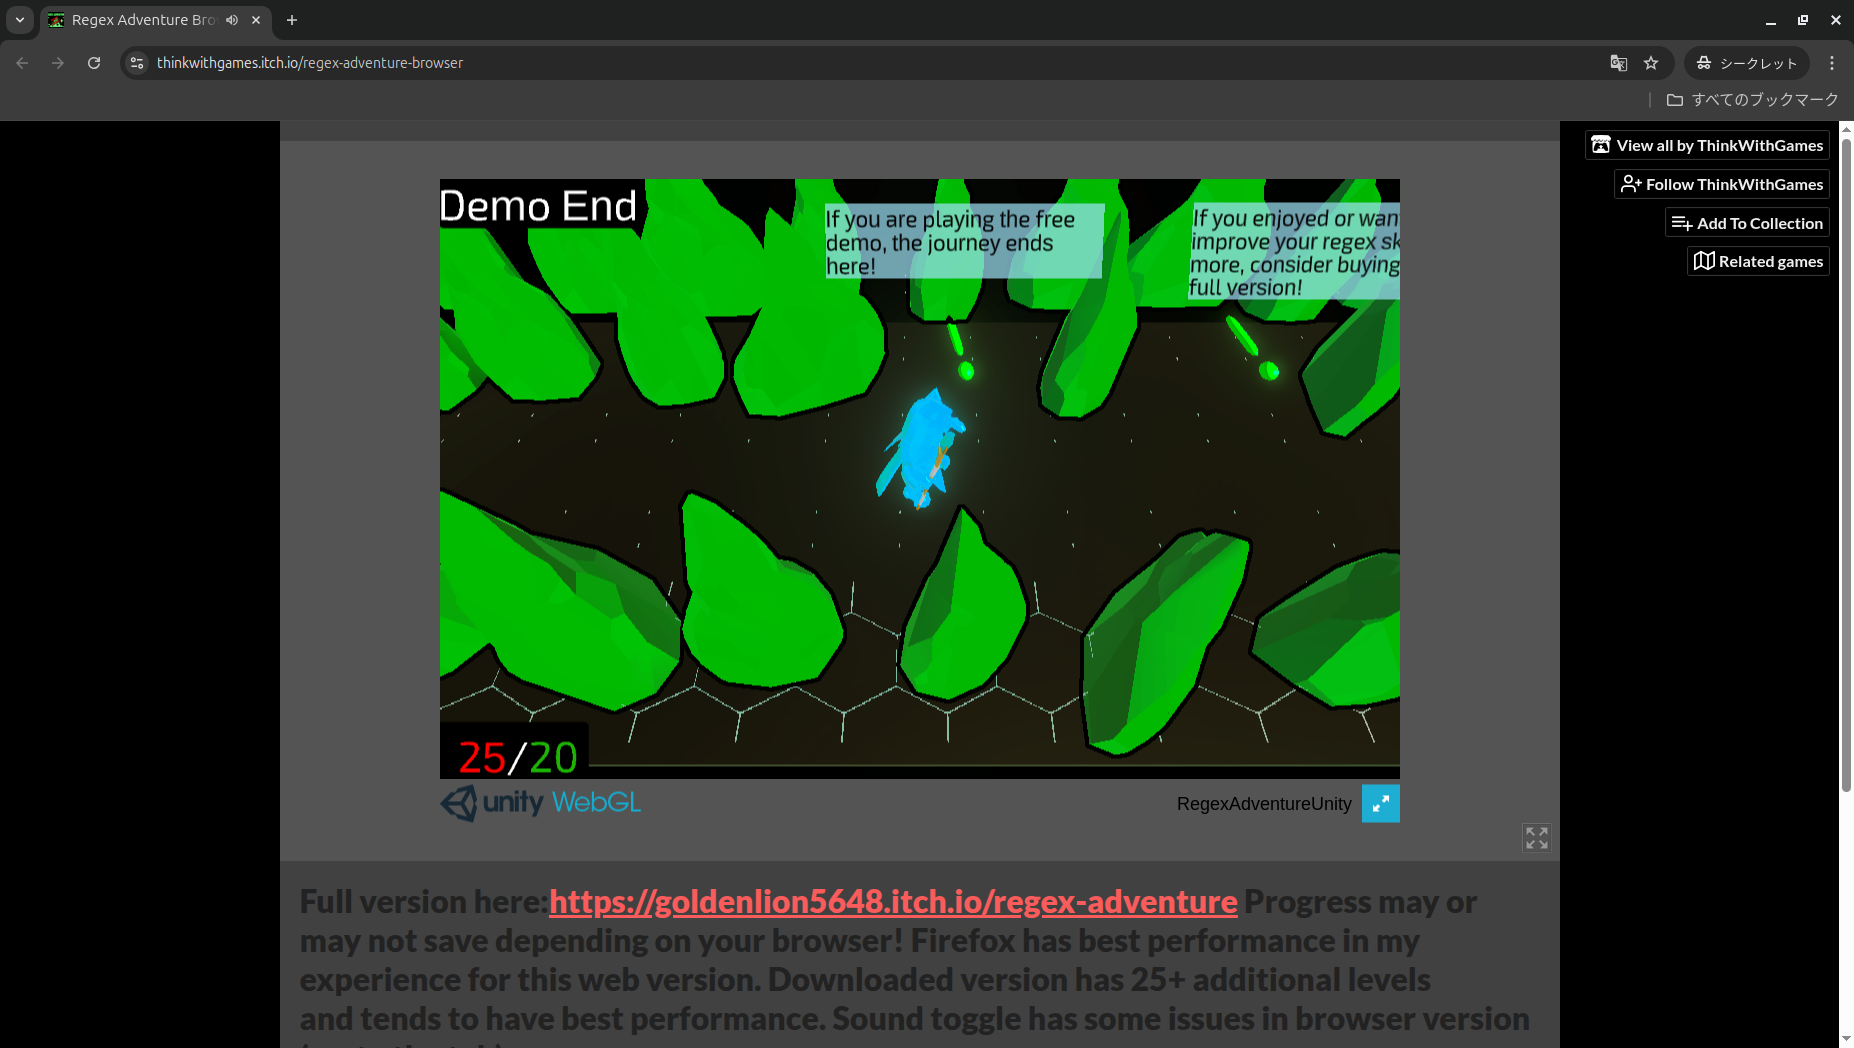 Regex Adventure Bro
thinkwithgames.itch.io/regex-adventure-browser
シークレット
すべてのブックマーク
View all by ThinkWithGames
Follow ThinkWithGames
Add To Collection
Related games
Demo End
If you are playing the free
demo, the journey ends
here!
If you enjoyed or wan
improve your regex sk
more, consider buying
full version!
25/20
unity WebGL
RegexAdventureUnity
Full version here:https://goldenlion5648.itch.io/regex-adventure Progress may or
may not save depending on your browser! Firefox has best performance in my
experience for this web version. Downloaded version has 25+ additional levels
and tends to have best performance. Sound toggle has some issues in browser version